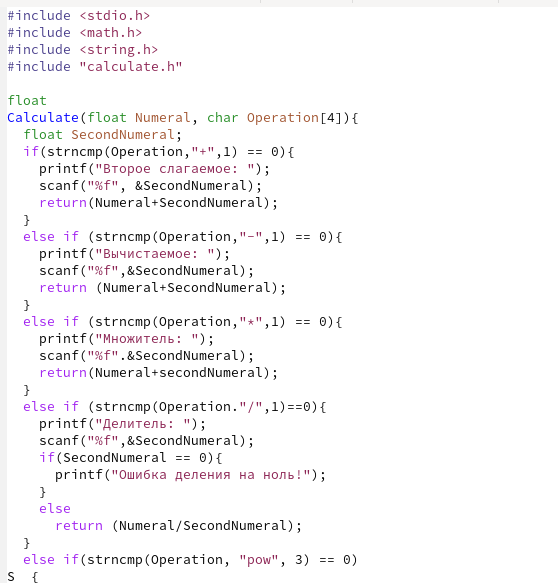 #include <stdio.h>
#include <math.h>
#include <string.h>
#include "calculate.h"
float
Calculate(float Numeral, char Operation[4]){
float SecondNumeral;
if(strncmp(Operation,"+",1) == 0){
printf("Второе слагаемое: ");
scanf("%f", &SecondNumeral);
return(Numeral+SecondNumeral);
}
else if (strncmp(Operation,"-",1) == 0){
printf("Вычистаемое: ");
scanf("%f",&SecondNumeral);
return (Numeral+SecondNumeral);
}
else if (strncmp(Operation,"*",1) == 0){
printf("Множитель: ");
scanf("%f".&SecondNumeral);
return(Numeral+secondNumeral);
}
else if (strncmp(Operation."/",1)==0){
printf("Делитель: ");
scanf("%f",&SecondNumeral);
if(SecondNumeral == 0){
printf("Ошибка деления на ноль!");
}
else
return (Numeral/SecondNumeral);
}
else if(strncmp(Operation, "pow", 3) == 0)
S {